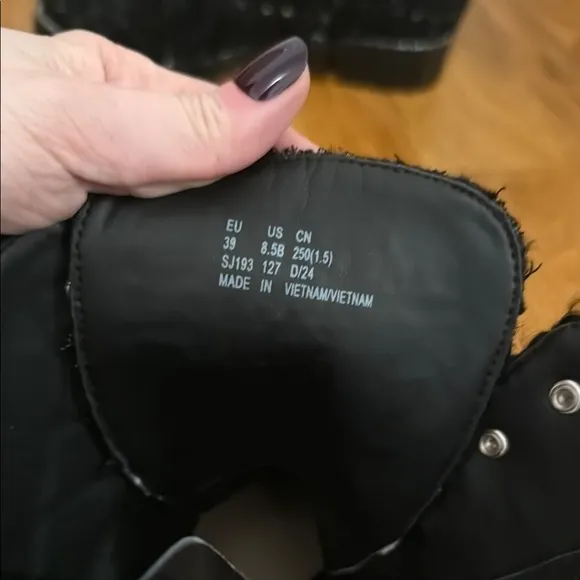 EU US CN
39 8.5B 250(1.5)
SJ193 127 D/24
MADE IN VIETNAM/VIETNAM